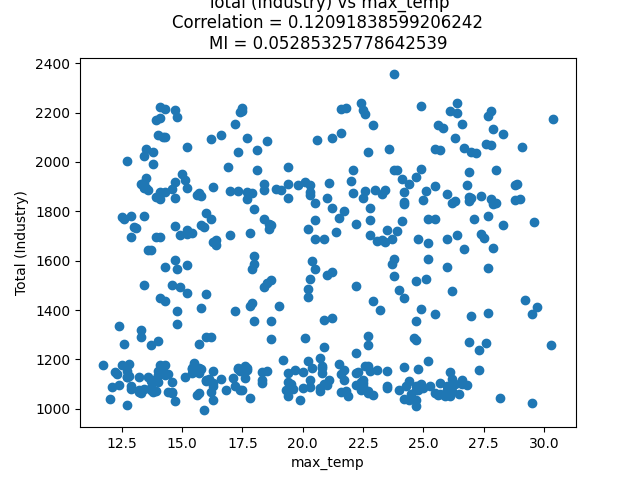 Total (Industry) vs max_temp
Correlation = 0.12091838599206242
MI = 0.05285325778642539
2400
2200
2000
1800
1600
1400
1200
1000
Total (Industry)
12.5 15.0 17.5 20.0 22.5 25.0 27.5 30.0
max_temp